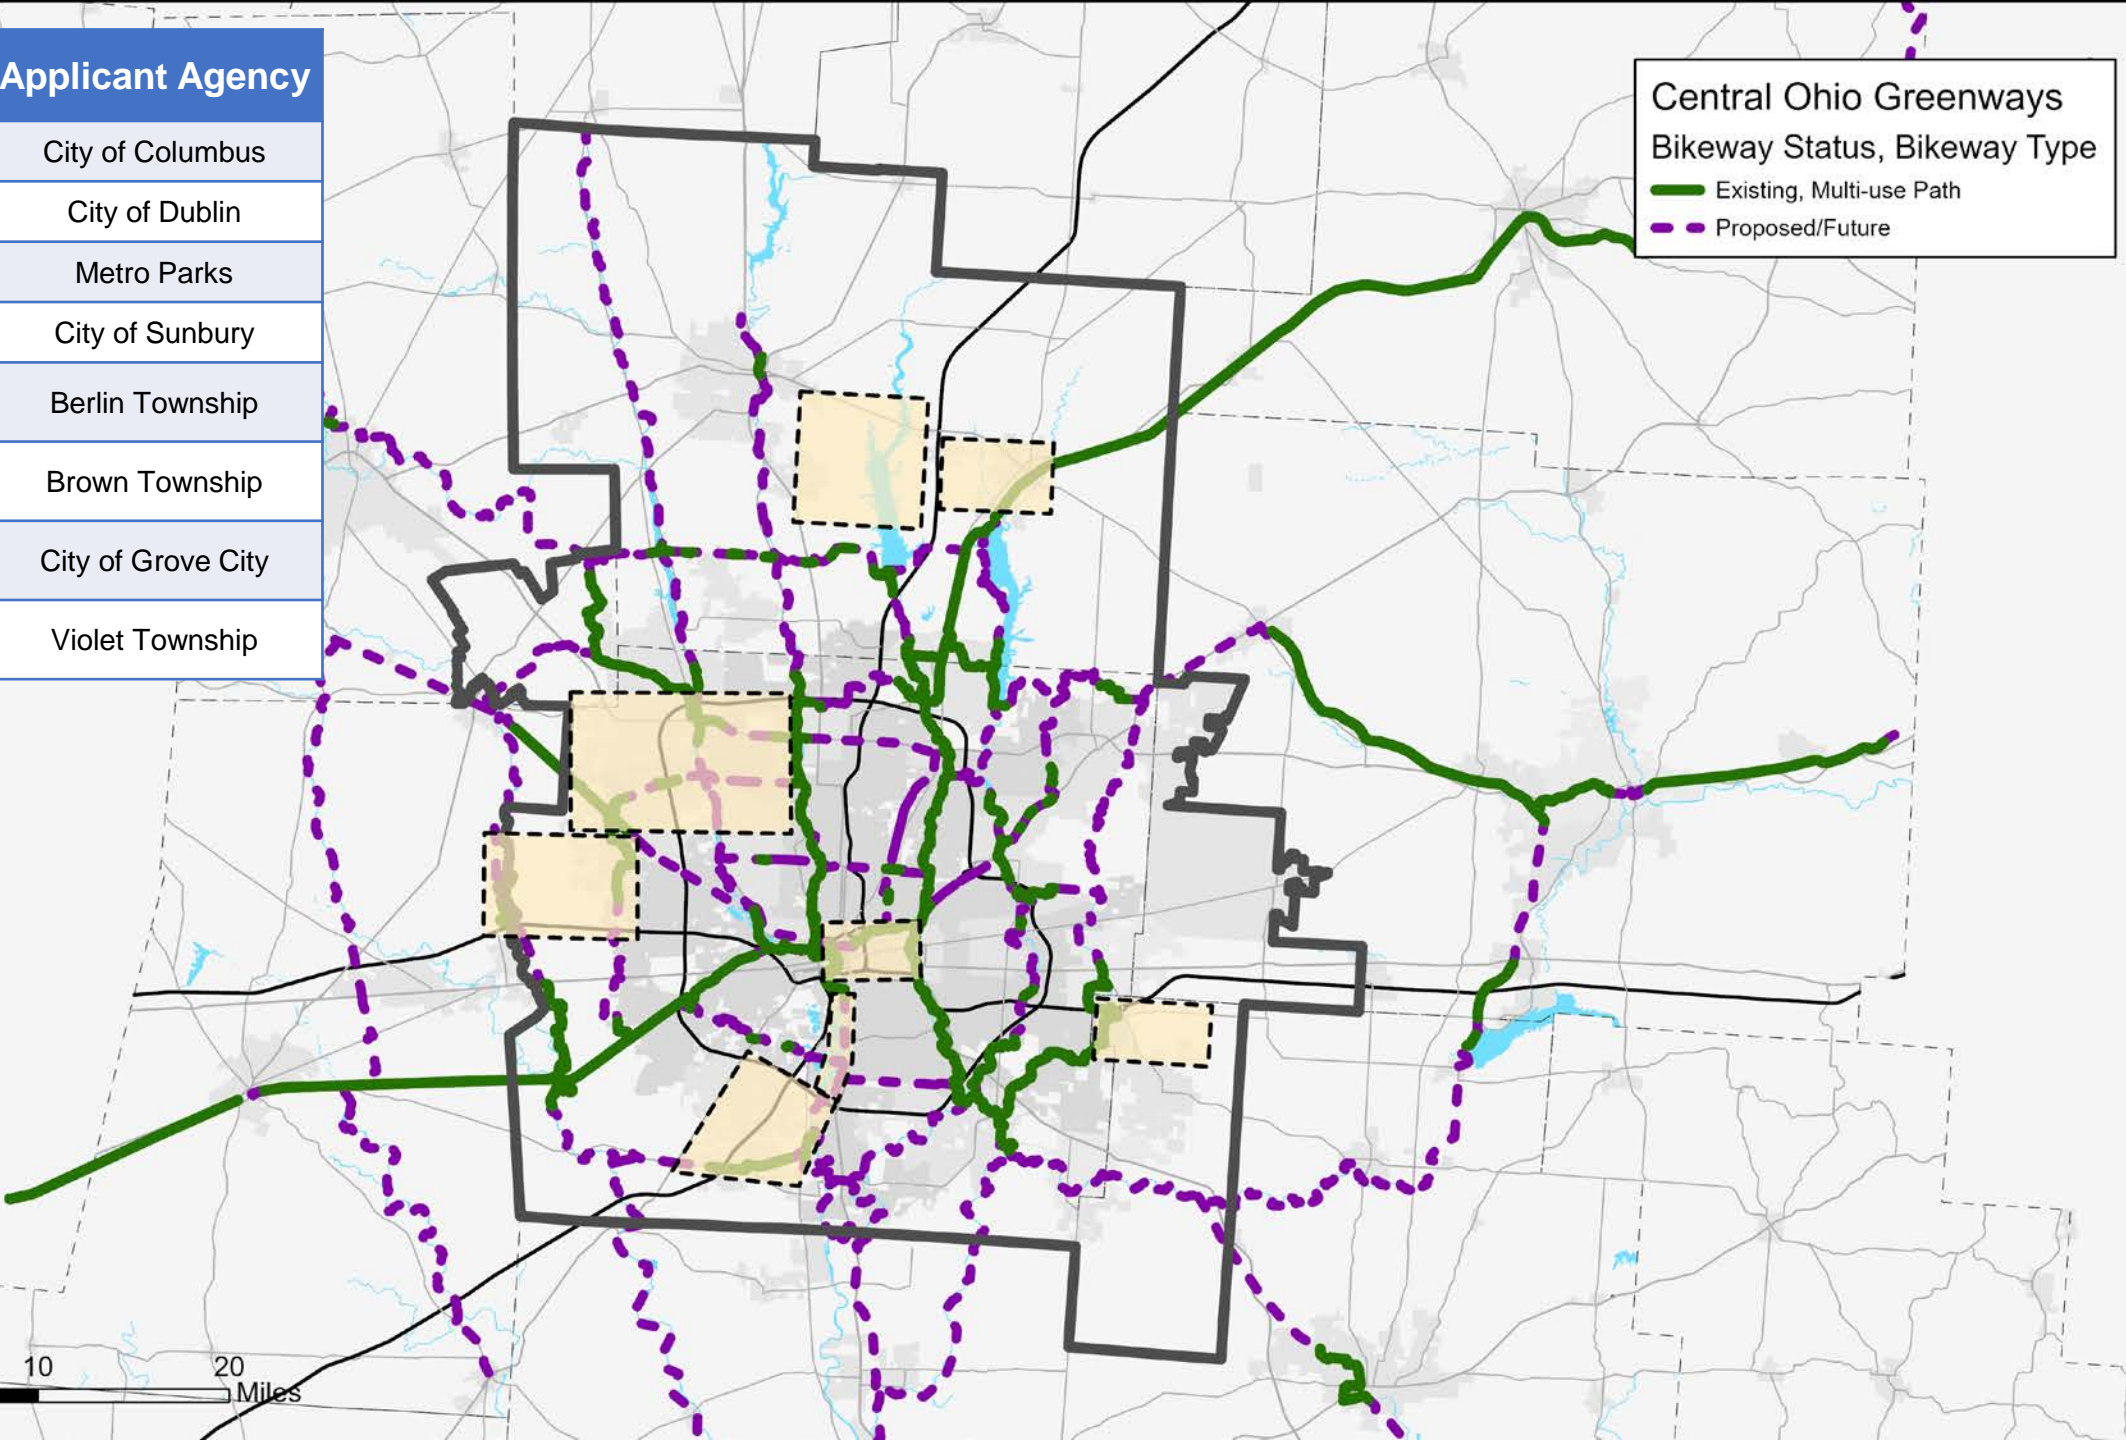 Applicant Agency
City of Columbus
City of Dublin
Metro Parks
City of Sunbury
Berlin Township
Brown Township
City of Grove City
Violet Township
Central Ohio Greenways
Bikeway Status, Bikeway Type
Existing, Multi-use Path
Proposed/Future
10 20
Miles